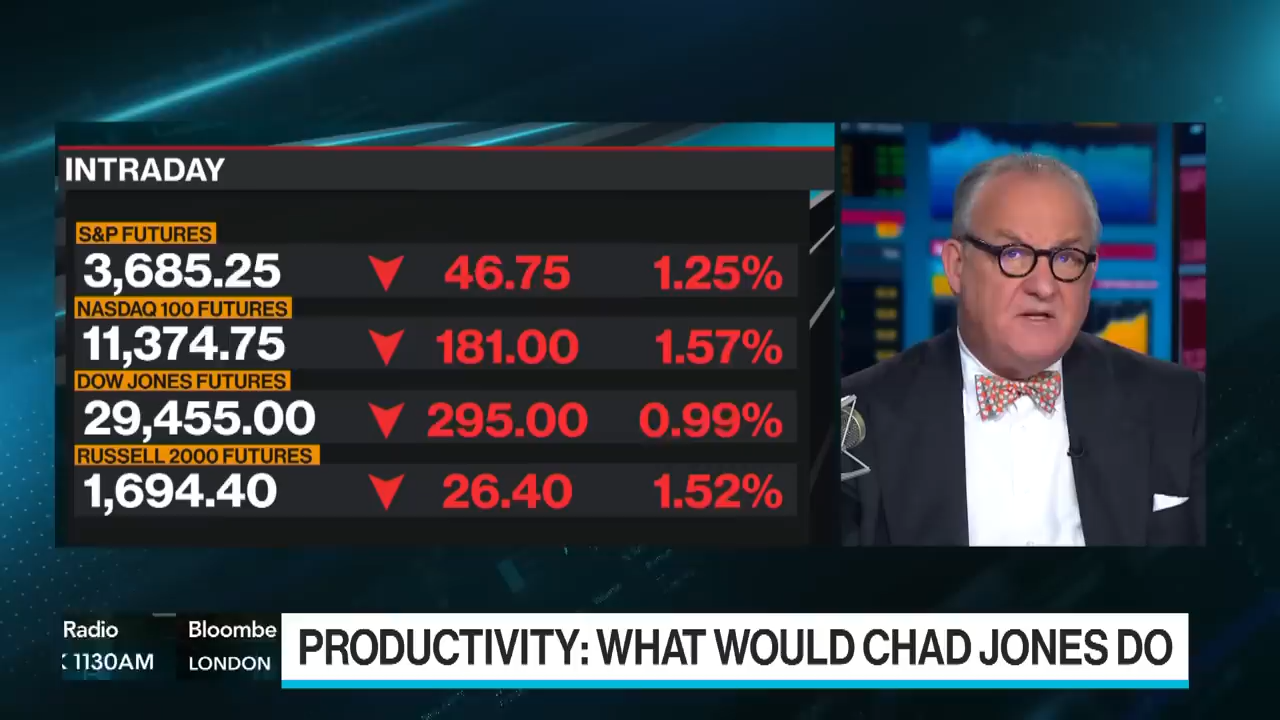 INTRADAY
S&P FUTURES
3,685.25 46.75 1.25%
NASDAQ 100 FUTURES
11,374.75 181.00 1.57%
DOW JONES FUTURES
29,455.00 295.00 0.99%
RUSSELL 2000 FUTURES
1,694.40 26.40 1.52%
Radio Bloombe
1130AM LONDON
PRODUCTIVITY: WHAT WOULD CHAD JONES DO